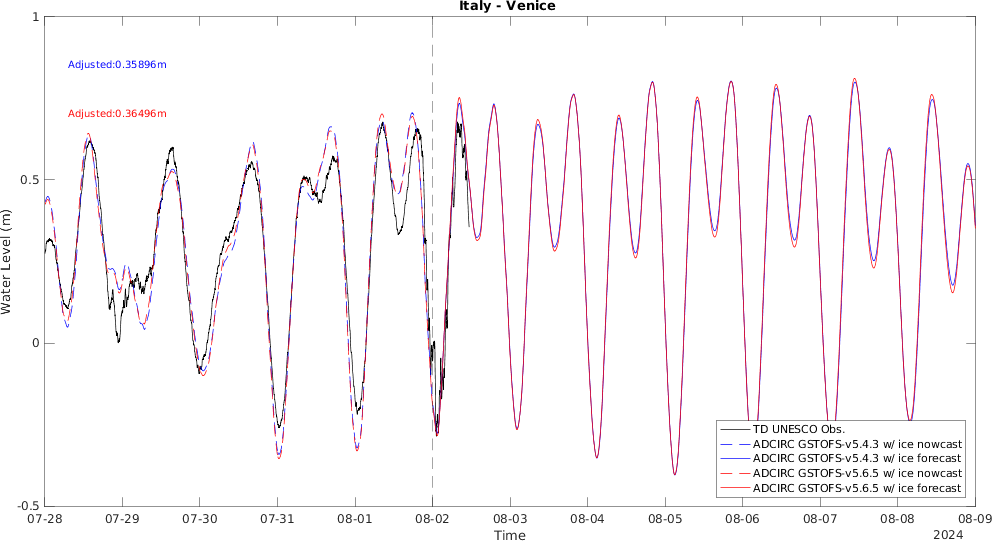 Italy - Venice
Adjusted:0.35896m
Adjusted:0.36496m
Water Level (m)
1
0.5
0
-0.5
TD UNESCO Obs.
ADCIRC GSTOFS-v5.4.3 w/ ice nowcast
ADCIRC GSTOFS-v5.4.3 w/ ice forecast
ADCIRC GSTOFS-v5.6.5 w/ ice nowcast
ADCIRC GSTOFS-v5.6.5 w/ ice forecast
07-28 07-29 07-30 07-31 08-01 08-02 08-03 08-04 08-05 08-06 08-07 08-08 08-09
Time
2024